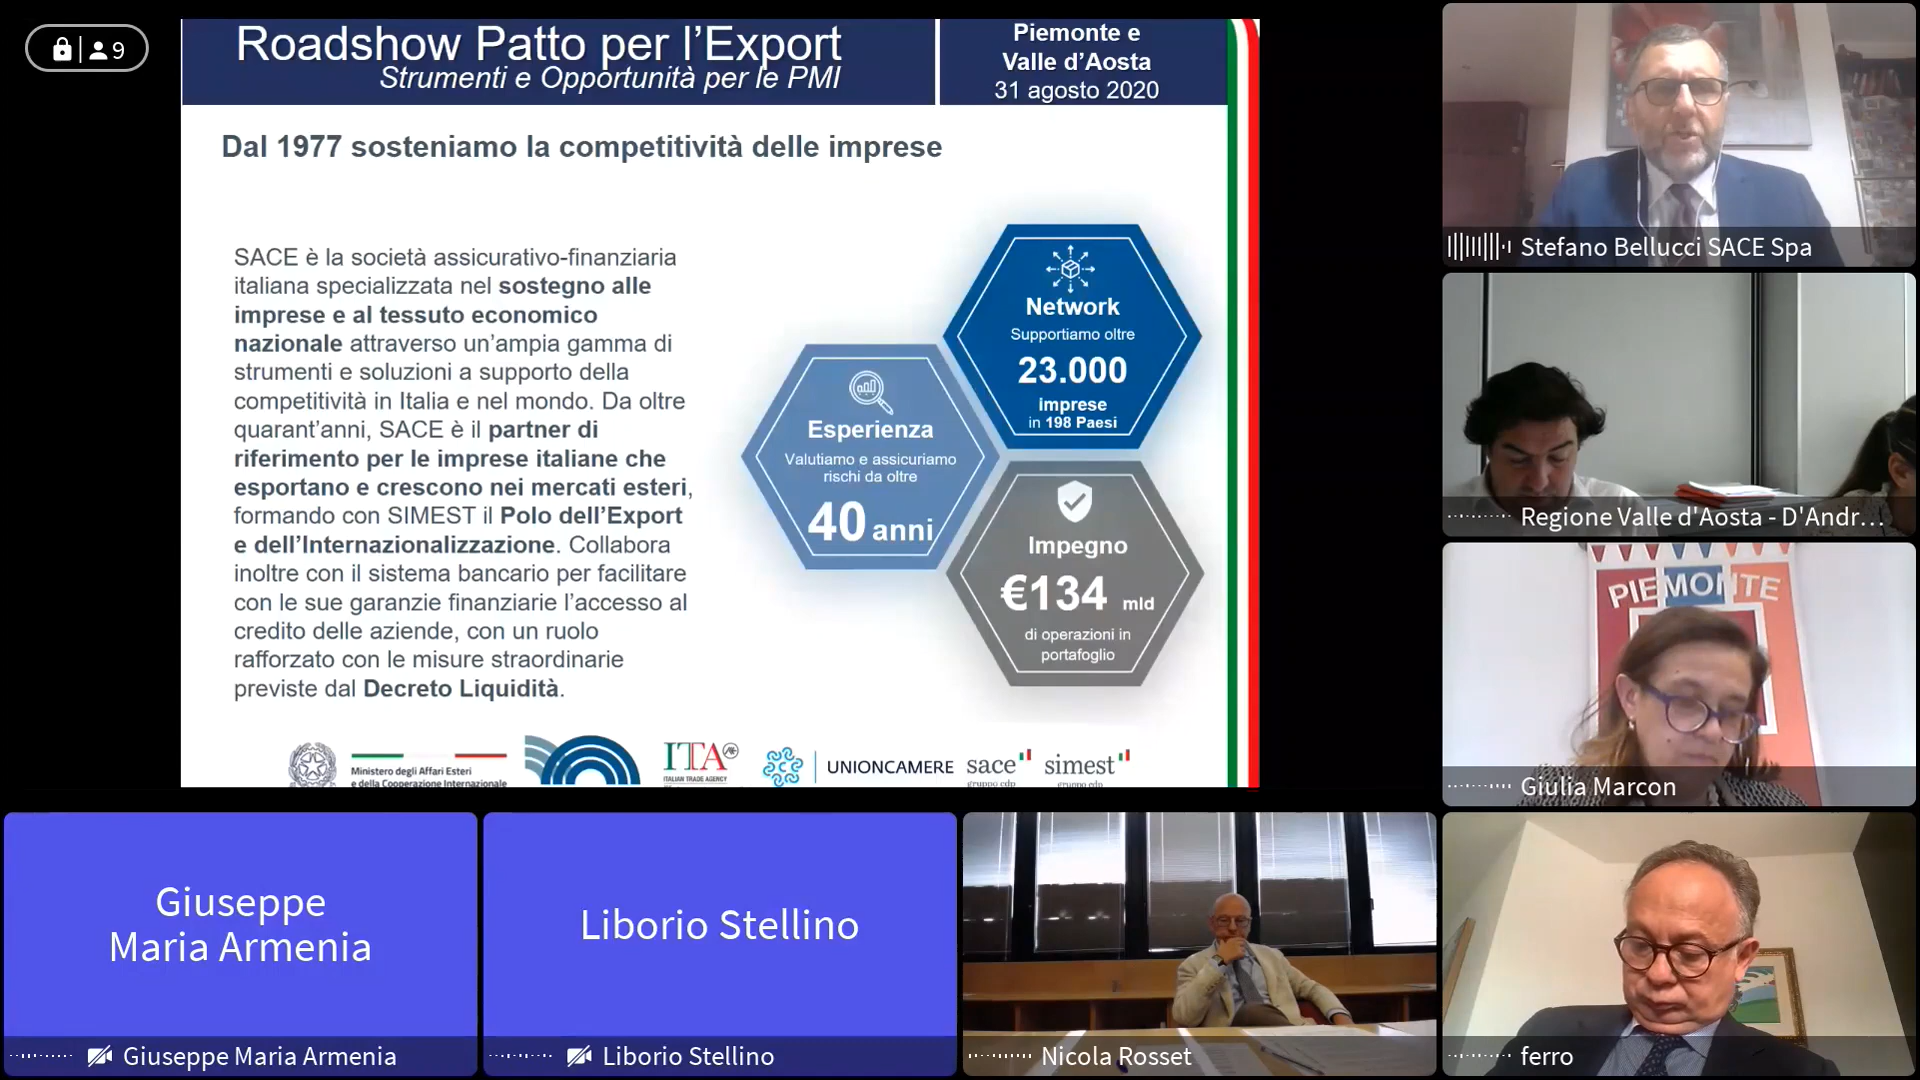 9
Roadshow Patto per l'Export
Strumenti e Opportunità per le PMI
Piemonte e
Valle d'Aosta
31 agosto 2020
Dal 1977 sosteniamo la competitività delle imprese
SACE è la società assicurativo-finanziaria
italiana specializzata nel sostegno alle
imprese e al tessuto economico
nazionale attraverso un'ampia gamma di
strumenti e soluzioni a supporto della
competitività in Italia e nel mondo. Da oltre
quarant'anni, SACE è il partner di
riferimento per le imprese italiane che
esportano e crescono nei mercati esteri,
formando con SIMEST il Polo dell'Export
e dell'Internazionalizzazione. Collabora
inoltre con il sistema bancario per facilitare
con le sue garanzie finanziarie l'accesso al
credito delle aziende, con un ruolo
rafforzato con le misure straordinarie
previste dal Decreto Liquidità.
Network
Supportiamo oltre
23.000
imprese
in 198 Paesi
Esperienza
Valutiamo e assicuriamo
rischi da oltre
40 anni
Impegno
€134 mld
di operazioni in
portafoglio
Ministero degli Affari Esteri
e della Cooperazione Internazionale
ITA
ITALIAN TRADE AGENCY
UNIONCAMERE
sace
gruppo cdp
simest
gruppo cdp
Stefano Bellucci SACE Spa
Regione Valle d'Aosta - D'Andr...
PIEMONTE
Giulia Marcon
Giuseppe
Maria Armenia
Giuseppe Maria Armenia
Liborio Stellino
Liborio Stellino
Nicola Rosset
ferro